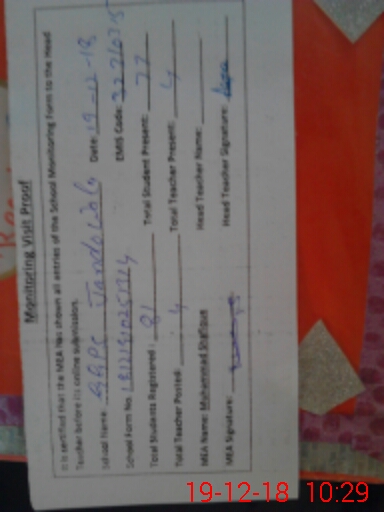 Monitoring Visit Proof
It is certified that the MEA has shown all entries of the School Monitoring Form to the Head
Teacher before its online submission.
School Name: GGPS Jandowala Date: 19-12-18
School Form No. EMIS Code:
Total Students Registered: 81 Total Student Present: 77
Total Teacher Posted: 4 Total Teacher Present: 4
MEA Name: Muhammad Shafique Head Teacher Name:
MEA Signature: Head Teacher Signature:
19-12-18 10:29